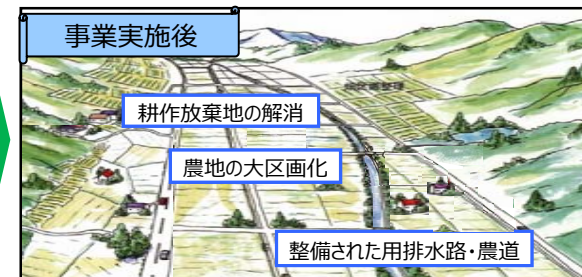 事業実施後
耕作放棄地の解消
農地の大区画化
整備された用排水路・農道